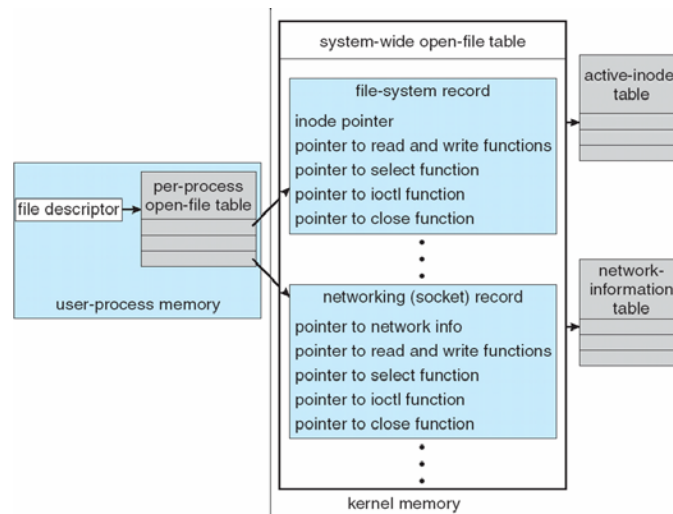 system-wide open-file table
file-system record
inode pointer
pointer to read and write functions
pointer to select function
pointer to ioctl function
pointer to close function
active-inode
table
per-process
open-file table
file descriptor
user-process memory
networking (socket) record
pointer to network info
pointer to read and write functions
pointer to select function
pointer to ioctl function
pointer to close function
network-
information
table
kernel memory